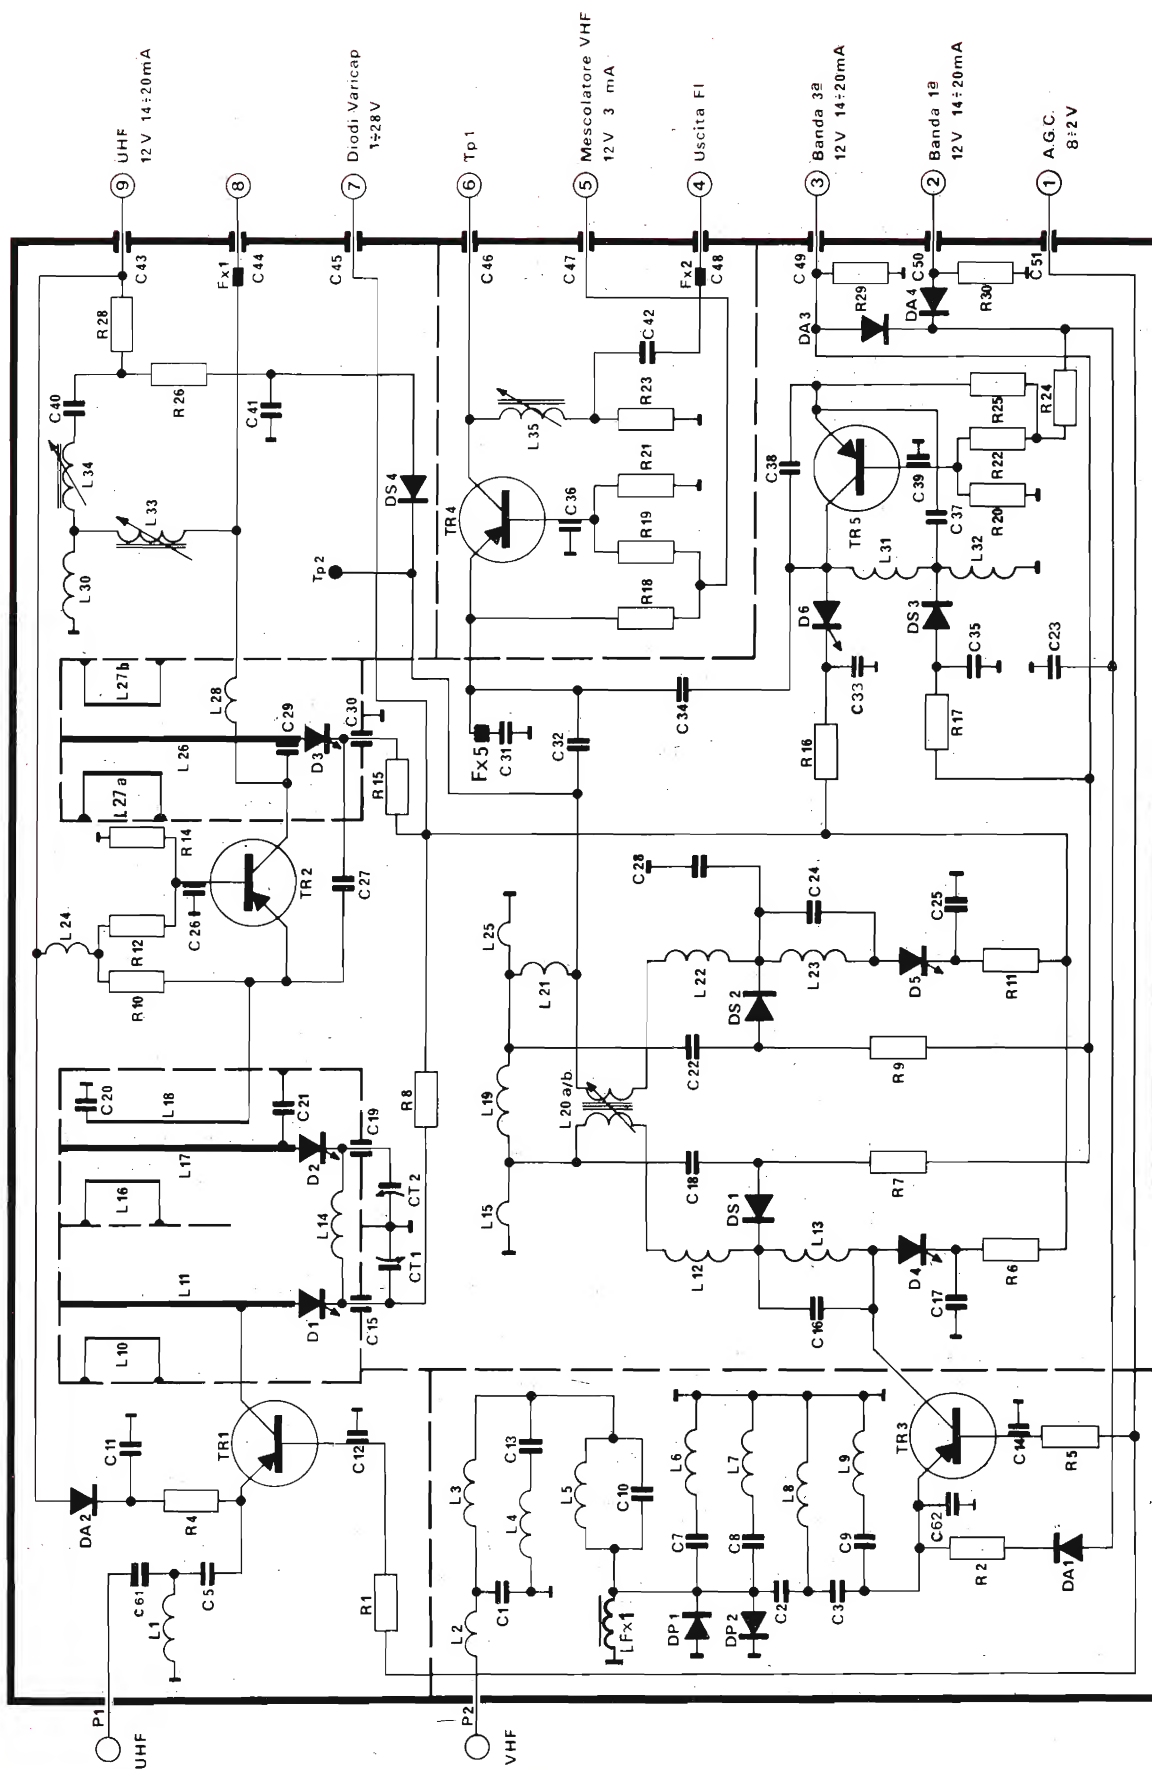 9
UHF
12 V 14÷20mA
8
7
Diodi Varicap
1÷28V
6
Tp1
5
Mescolatore VHF
12 V 3 mA
4
Uscita FI
3
Banda 3ª
12 V 14÷20mA
2
Banda 1ª
12 V 14÷20mA
1
A.G.C.
8÷2 V
C43
Fx1
C44
C45
C46
C47
Fx2
C48
C49
C50
C51
R28
C40
R26
C41
L34
L33
L30
DS4
Tp2
TR4
L35
C42
R23
R21
C36
R19
R18
DA3
R29
DA4
R30
C38
R25
R24
R22
C39
R20
TR5
C37
L31
L32
D6
DS3
C33
C35
C23
R16
R17
L27b
L28
L26
C29
D3
C30
L27a
R15
R14
Fx5
C31
C32
C34
L24
R12
R10
C26
TR2
C27
L25
L21
C28
C24
L22
L23
C25
D5
R11
DS2
C22
R9
C20
L18
C21
C19
L17
D2
L16
L14
CT2
CT1
L11
D1
C15
L10
R8
L19
L20 a/b
L15
C18
R7
DS1
L12
L13
C16
D4
C17
R6
TR1
C11
C12
DA2
R4
C61
C5
L1
R1
L3
C13
L4
L5
C10
L2
C1
LFx1
L6
L7
L8
L9
C7
C8
C9
C2
C3
DP1
DP2
TR3
C14
R5
C62
R2
DA1
P1
UHF
P2
VHF